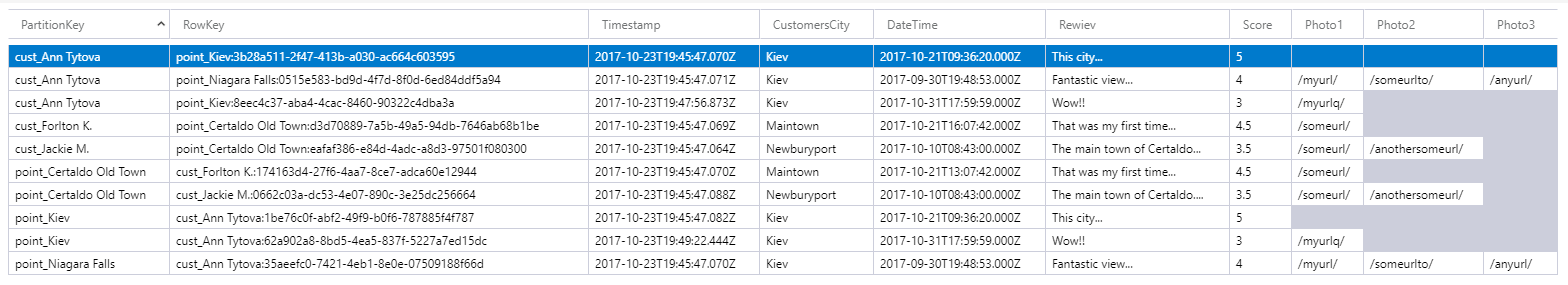 PartitionKey RowKey Timestamp CustomersCity DateTime Rewiev Score Photo1 Photo2 Photo3
cust_Ann Tytova point_Kiev:3b28a511-2f47-413b-a030-ac664c603595 2017-10-23T19:45:47.070Z Kiev 2017-10-21T09:36:20.000Z This city... 5
cust_Ann Tytova point_Niagara Falls:0515e583-bd9d-4f7d-8f0d-6ed84ddf5a94 2017-10-23T19:45:47.071Z Kiev 2017-09-30T19:48:53.000Z Fantastic view... 4 /myurl/ /someurlto/ /anyurl/
cust_Ann Tytova point_Kiev:8eec4c37-aba4-4cac-8460-90322c4dba3a 2017-10-23T19:47:56.873Z Kiev 2017-10-31T17:59:59.000Z Wow!! 3 /myurlq/
cust_Forlton K. point_Certaldo Old Town:d3d70889-7a5b-49a5-94db-7646ab68b1be 2017-10-23T19:45:47.069Z Maintown 2017-10-21T16:07:42.000Z That was my first time... 4.5 /someurl/
cust_Jackie M. point_Certaldo Old Town:eafaf386-e84d-4adc-a8d3-97501f080300 2017-10-23T19:45:47.064Z Newburyport 2017-10-10T08:43:00.000Z The main town of Certaldo... 3.5 /someurl/ /anothersomeurl/
point_Certaldo Old Town cust_Forlton K.:174163d4-27f6-4aa7-8ce7-adca60e12944 2017-10-23T19:45:47.070Z Maintown 2017-10-21T13:07:42.000Z That was my first time... 4.5 /someurl/
point_Certaldo Old Town cust_Jackie M.:0662c03a-dc53-4e07-890c-3e25dc256664 2017-10-23T19:45:47.070Z Newburyport 2017-10-10T08:43:00.000Z The main town of Certaldo.... 3.5 /someurl/ /anothersomeurl/
point_Kiev cust_Ann Tytova:1be76c0f-abf2-49f9-b0f6-787885f4f787 2017-10-23T19:45:47.082Z Kiev 2017-10-21T09:36:20.000Z This city... 5
point_Kiev cust_Ann Tytova:62a902a8-8bd5-4ea5-837f-5227a7ed15dc 2017-10-23T19:49:22.444Z Kiev 2017-10-31T17:59:59.000Z Wow!! 3 /myurlq/
point_Niagara Falls cust_Ann Tytova:35aeefc0-7421-4eb1-8e0e-07509188f66d 2017-10-23T19:45:47.070Z Kiev 2017-09-30T19:48:53.000Z Fantastic view... 4 /myurl/ /someurlto/ /anyurl/